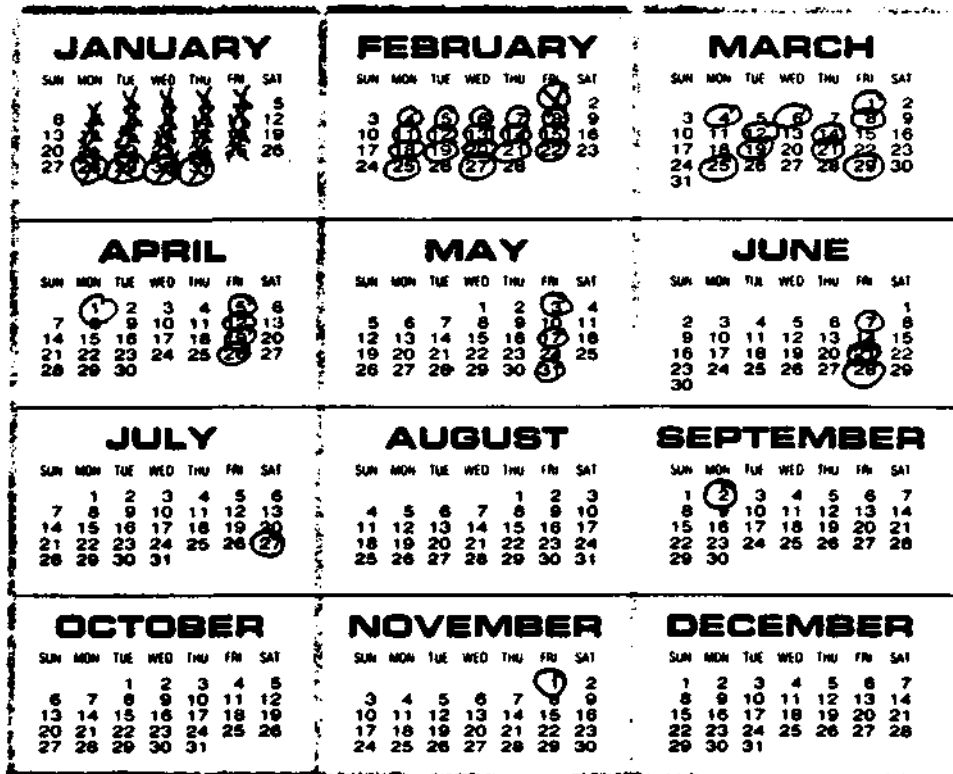 JANUARY
SUN MON TUE WED THU FRI SAT
5
6 12
13 19
20 26
27
FEBRUARY
SUN MON TUE WED THU FRI SAT
2
3 4 5 6 7 8 9
10 11 12 13 14 15 16
17 18 19 20 21 22 23
24 25 26 27 28
MARCH
SUN MON TUE WED THU FRI SAT
1 2
3 4 5 6 7 8 9
10 11 12 13 14 15 16
17 18 19 20 21 22 23
24 25 26 27 28 29 30
31
APRIL
SUN MON TUE WED THU FRI SAT
1 2 3 4 5 6
7 8 9 10 11 12 13
14 15 16 17 18 19 20
21 22 23 24 25 26 27
28 29 30
MAY
SUN MON TUE WED THU FRI SAT
1 2 3 4
5 6 7 8 9 10 11
12 13 14 15 16 17 18
19 20 21 22 23 24 25
26 27 28 29 30 31
JUNE
SUN MON TUE WED THU FRI SAT
1
2 3 4 5 6 7 8
9 10 11 12 13 14 15
16 17 18 19 20 21 22
23 24 25 26 27 28 29
30
JULY
SUN MON TUE WED THU FRI SAT
1 2 3 4 5 6
7 8 9 10 11 12 13
14 15 16 17 18 19 20
21 22 23 24 25 26 27
28 29 30 31
AUGUST
SUN MON TUE WED THU FRI SAT
1 2 3
4 5 6 7 8 9 10
11 12 13 14 15 16 17
18 19 20 21 22 23 24
25 26 27 28 29 30 31
SEPTEMBER
SUN MON TUE WED THU FRI SAT
1 2 3 4 5 6 7
8 9 10 11 12 13 14
15 16 17 18 19 20 21
22 23 24 25 26 27 28
29 30
OCTOBER
SUN MON TUE WED THU FRI SAT
1 2 3 4 5
6 7 8 9 10 11 12
13 14 15 16 17 18 19
20 21 22 23 24 25 26
27 28 29 30 31
NOVEMBER
SUN MON TUE WED THU FRI SAT
1 2
3 4 5 6 7 8 9
10 11 12 13 14 15 16
17 18 19 20 21 22 23
24 25 26 27 28 29 30
DECEMBER
SUN MON TUE WED THU FRI SAT
1 2 3 4 5 6 7
8 9 10 11 12 13 14
15 16 17 18 19 20 21
22 23 24 25 26 27 28
29 30 31